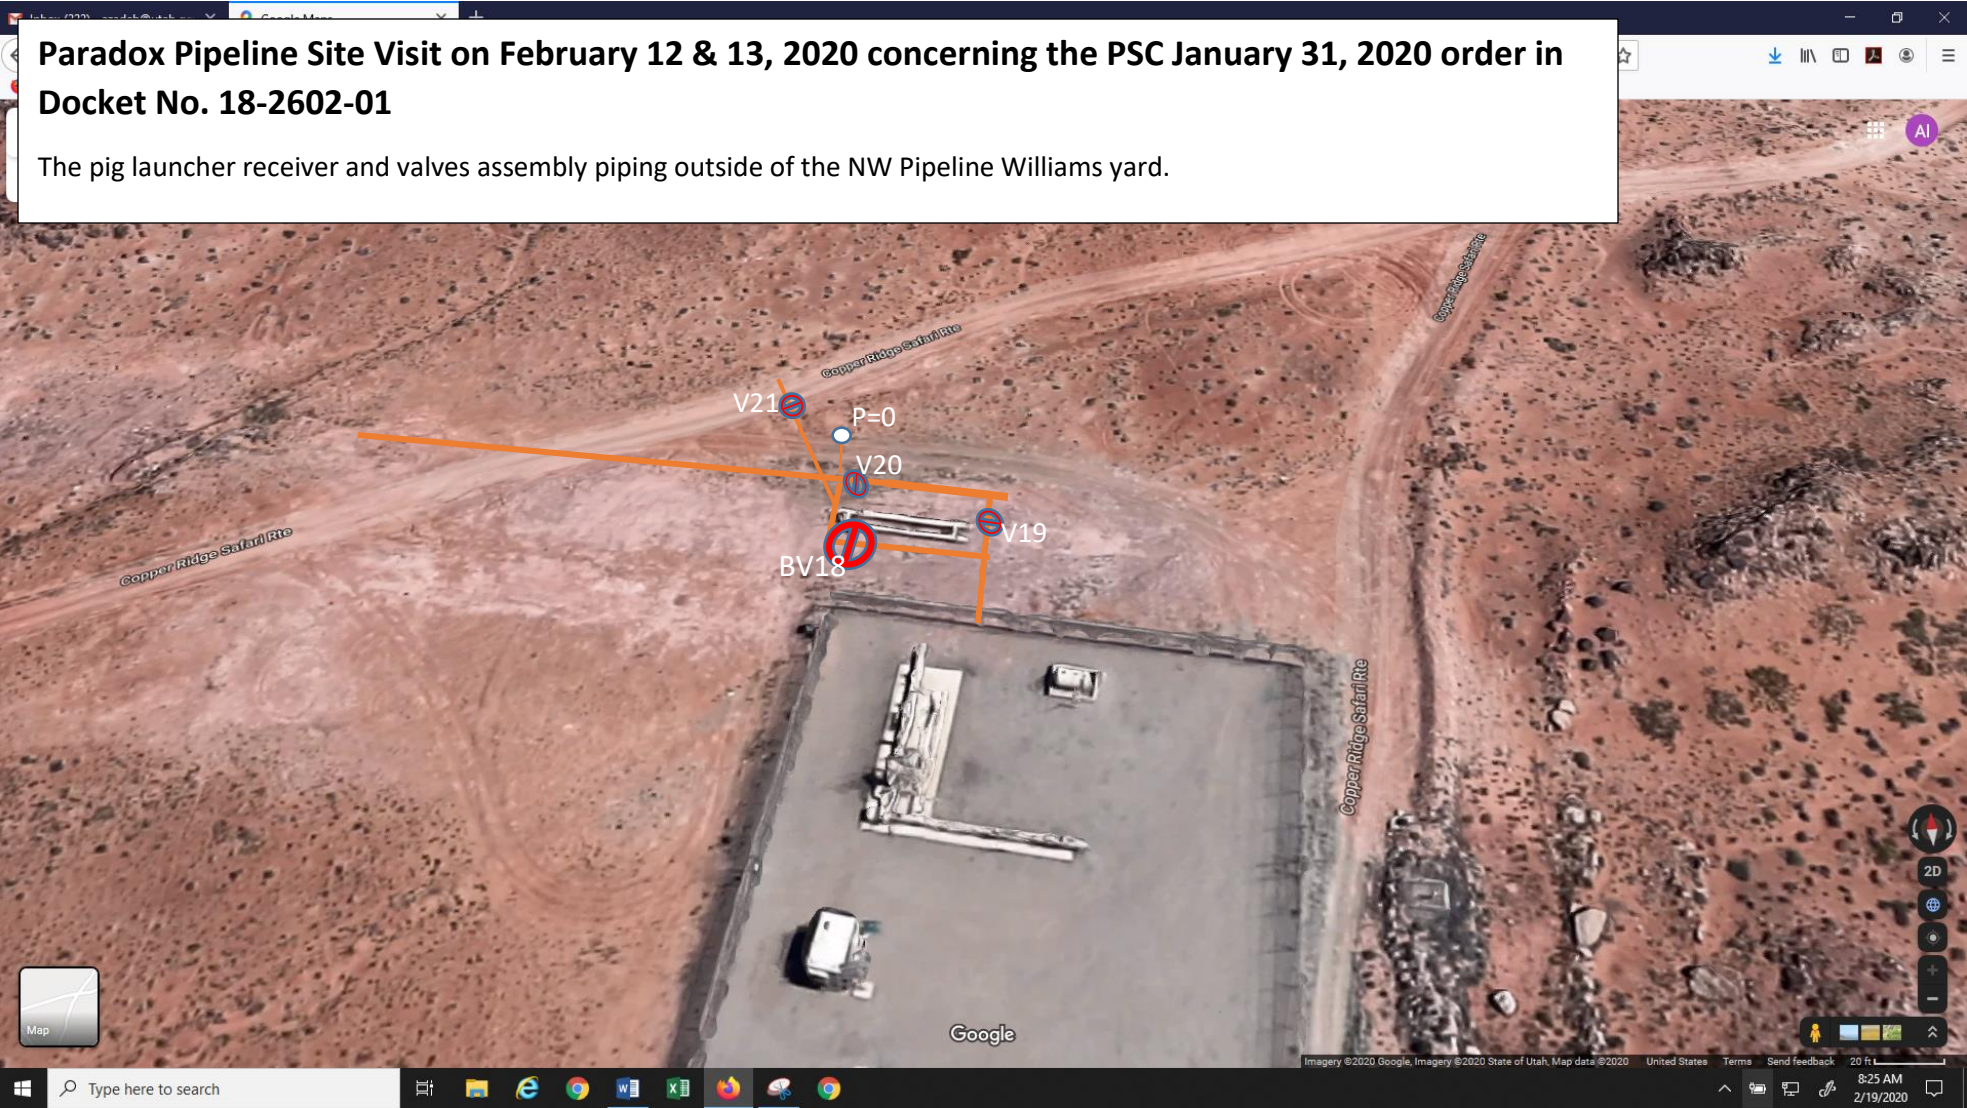 Google Maps
Paradox Pipeline Site Visit on February 12 & 13, 2020 concerning the PSC January 31, 2020 order in
Docket No. 18-2602-01
The pig launcher receiver and valves assembly piping outside of the NW Pipeline Williams yard.
AI
Copper Ridge Safari Rte
Copper Ridge Safari Rte
V21
P=0
V20
V19
BV18
Copper Ridge Safari Rte
Copper Ridge Safari Rte
2D
Map
Google
Imagery ©2020 Google, Imagery ©2020 State of Utah, Map data ©2020 United States Terms Send feedback 20 ft
Type here to search
8:25 AM
2/19/2020